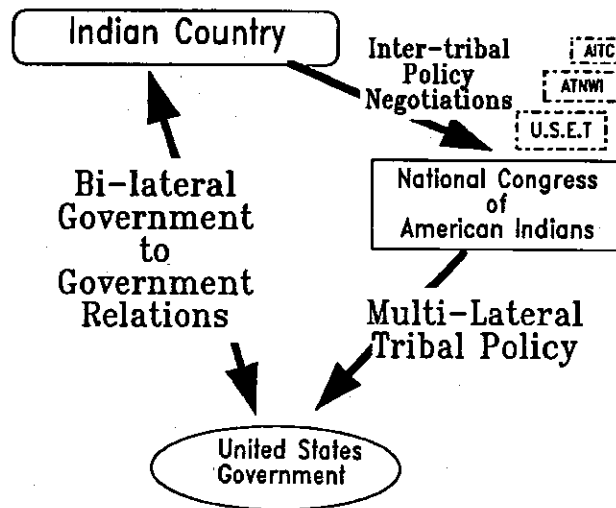 Indian Country
Inter-tribal
Policy
Negotiations
AITC
ATNWI
U.S.E.T
National Congress
of
American Indians
Bi-lateral
Government
to
Government
Relations
Multi-Lateral
Tribal Policy
United States
Government